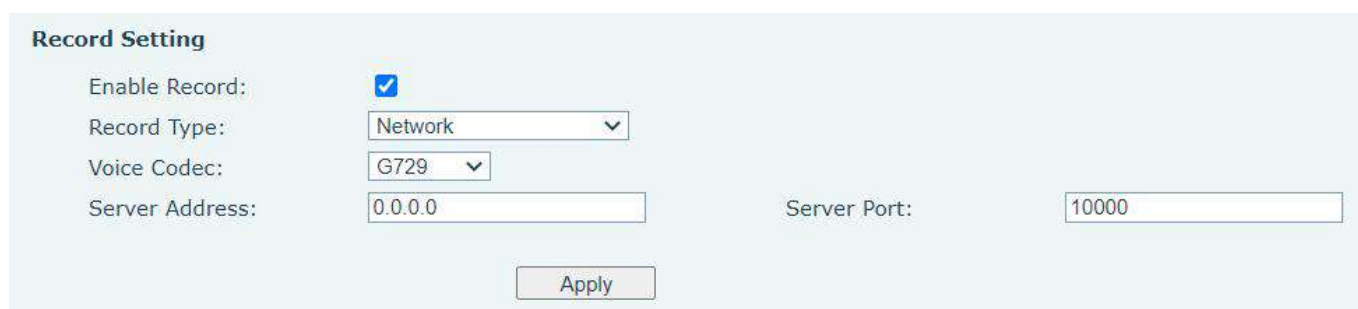 Record Setting
Enable Record:
Record Type: Network
Voice Codec: G729
Server Address: 0.0.0.0 Server Port: 10000
Apply